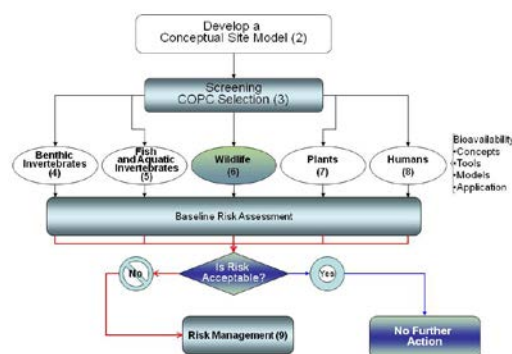 Develop a
Conceptual Site Model (2)
Screening
COPC Selection (3)
Benthic
Invertebrates
(4)
Fish
and Aquatic
Invertebrates
(5)
Wildlife
(6)
Plants
(7)
Humans
(8)
Bioavailability
•Concepts
•Tools
•Models
•Application
Baseline Risk Assessment
No
Is Risk
Acceptable?
Yes
Risk Management (9)
No Further
Action